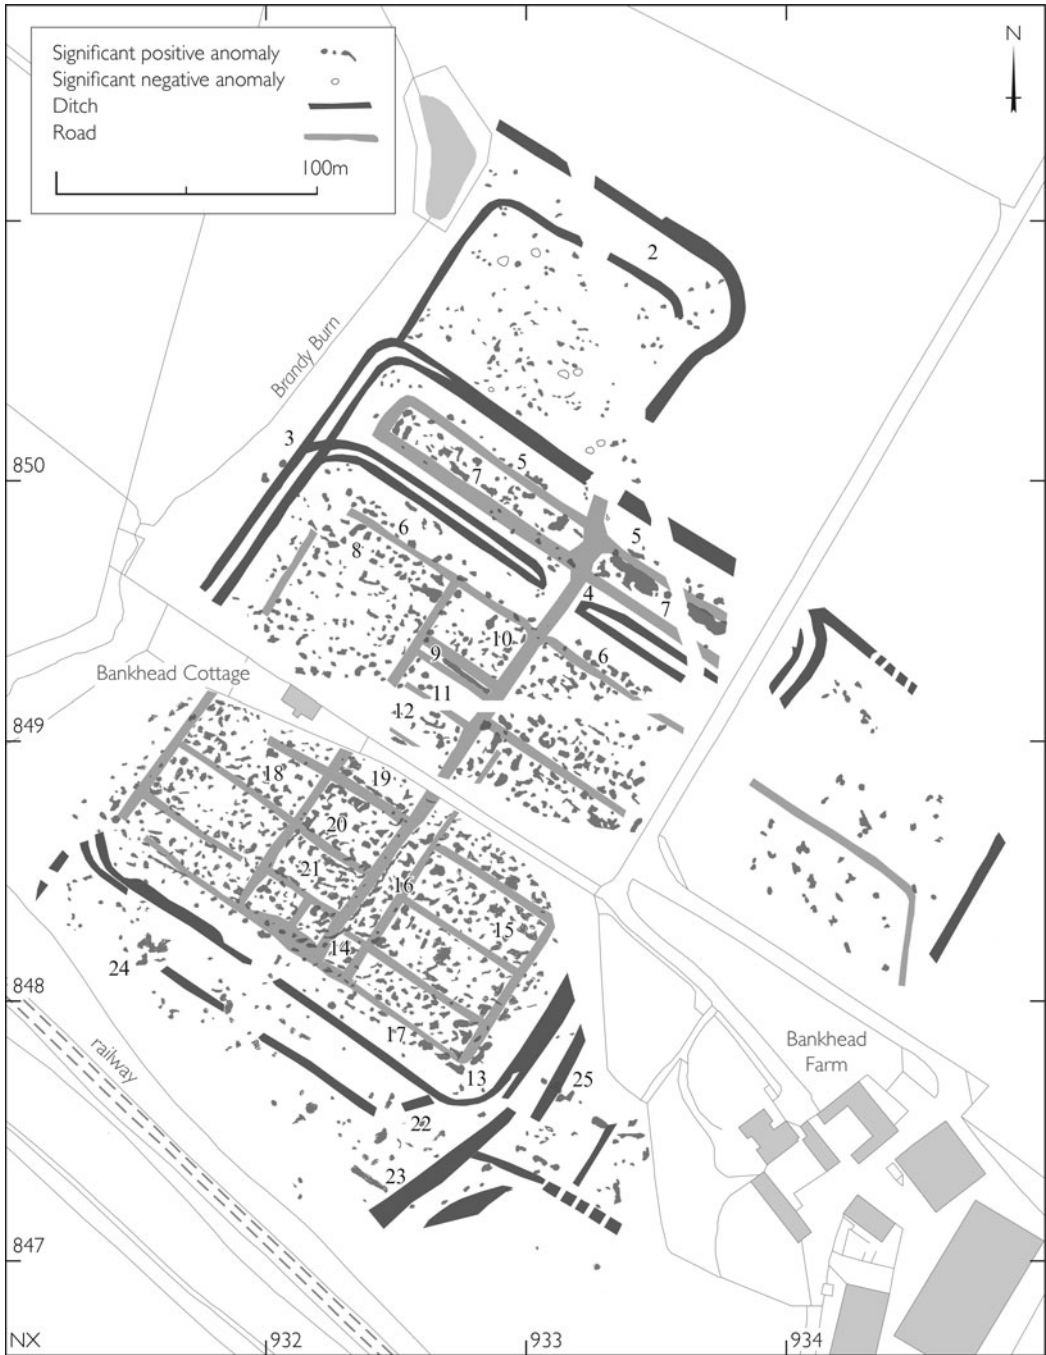 Significant positive anomaly
Significant negative anomaly
Ditch
Road
100m
N
2
Brandy Burn
3
850
5
7
6
8
5
4
7
10
6
9
11
12
Bankhead Cottage
849
18
19
20
21
16
15
14
24
848
17
13
25
22
23
railway
Bankhead
Farm
847
NX
932
933
934